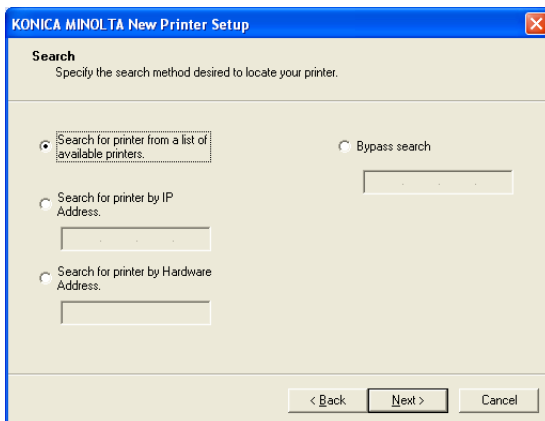 KONICA MINOLTA New Printer Setup
Search
Specify the search method desired to locate your printer.
Search for printer from a list of
available printers.
Bypass search
Search for printer by IP
Address.
Search for printer by Hardware
Address.
< Back
Next >
Cancel